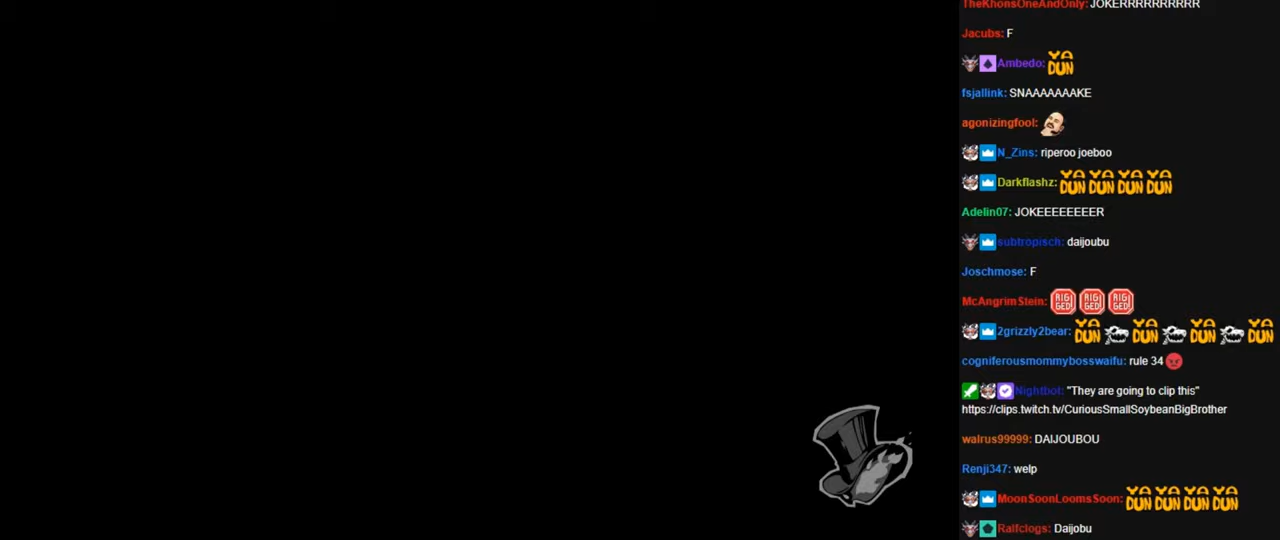 TheKhonsOneAndOnly: JOKERRRRRRRRRR
Jacubs: F
Ambedo: YA DUN
fsjallink: SNAAAAAAAKE
agonizingfool:
N_Zins: riperoo joeboo
Darkflashz: YA DUN YA DUN YA DUN YA DUN
Adelin07: JOKEEEEEEEER
subtropisch: daijoubu
Joschmose: F
McAngrimStein: RIGGED RIGGED RIGGED
2grizzly2bear: YA DUN YA DUN YA DUN YA DUN
cogniferousmommybosswaifu: rule 34
Nightbot: "They are going to clip this"
https://clips.twitch.tv/CuriousSmallSoybeanBigBrother
walrus99999: DAIJOUBOU
Renji347: welp
MoonSoonLoomsSoon: YA DUN YA DUN YA DUN YA DUN
Ralfclogs: Daijobu